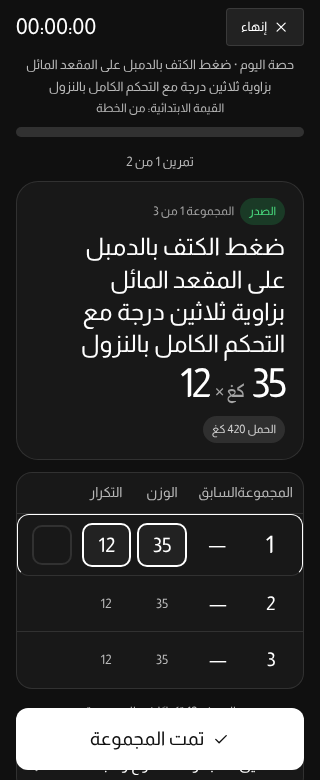 00:00:00
إنهاء
حصة اليوم · ضغط الكتف بالدمبل على المقعد المائل
بزاوية ثلاثين درجة مع التحكم الكامل بالنزول
القيمة الابتدائية: من الخطة
تمرين 1 من 2
الصدر المجموعة 1 من 3
ضغط الكتف بالدمبل
على المقعد المائل
بزاوية ثلاثين درجة مع
التحكم الكامل بالنزول
35 كغ × 12
الحمل 420 كغ
المجموعة السابق الوزن التكرار
1 — 35 12
2 — 35 12
3 — 35 12
تمت المجموعة